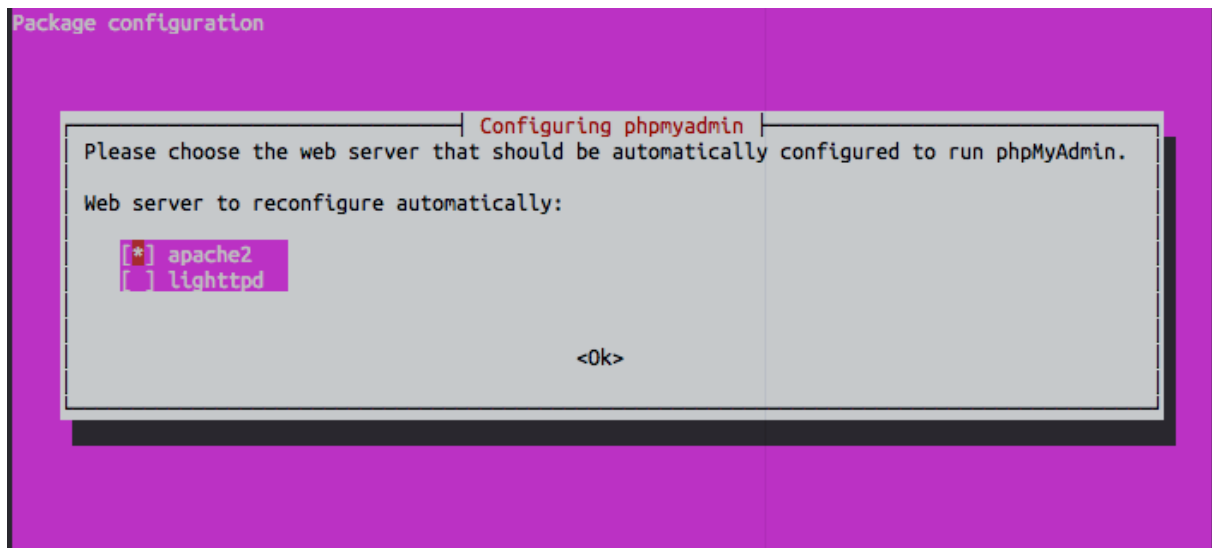 Package configuration
Configuring phpmyadmin
Please choose the web server that should be automatically configured to run phpMyAdmin.
Web server to reconfigure automatically:
[*] apache2
[ ] lighttpd
<Ok>